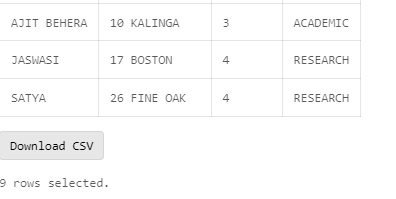 AJIT BEHERA 10 KALINGA 3 ACADEMIC
JASWASI 17 BOSTON 4 RESEARCH
SATYA 26 FINE OAK 4 RESEARCH
Download CSV
9 rows selected.